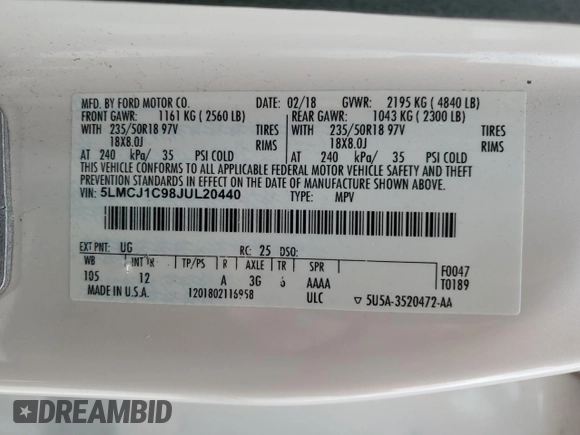 MFD. BY FORD MOTOR CO.
DATE: 02/18 GVWR: 2195 KG ( 4840 LB)
FRONT GAWR: 1161 KG ( 2560 LB) REAR GAWR: 1043 KG ( 2300 LB)
WITH 235/50R18 97V TIRES WITH 235/50R18 97V TIRES
18X8.0J RIMS 18X8.0J RIMS
AT 240 kPa/ 35 PSI COLD AT 240 kPa/ 35 PSI COLD
THIS VEHICLE CONFORMS TO ALL APPLICABLE FEDERAL MOTOR VEHICLE SAFETY AND THEFT
PREVENTION STANDARDS IN EFFECT ON THE DATE OF MANUFACTURE SHOWN ABOVE.
VIN: 5LMCJ1C98JUL20440 TYPE: MPV
EXT PNT: UG RC: 25 DSO:
WB INT TR TP/PS R AXLE TR SPR F0047
105 12 A 3G 6 AAAA T0189
MADE IN U.S.A. 1201802116958 ULC ▽ 5U5A-3520472-AA
DREAMBID